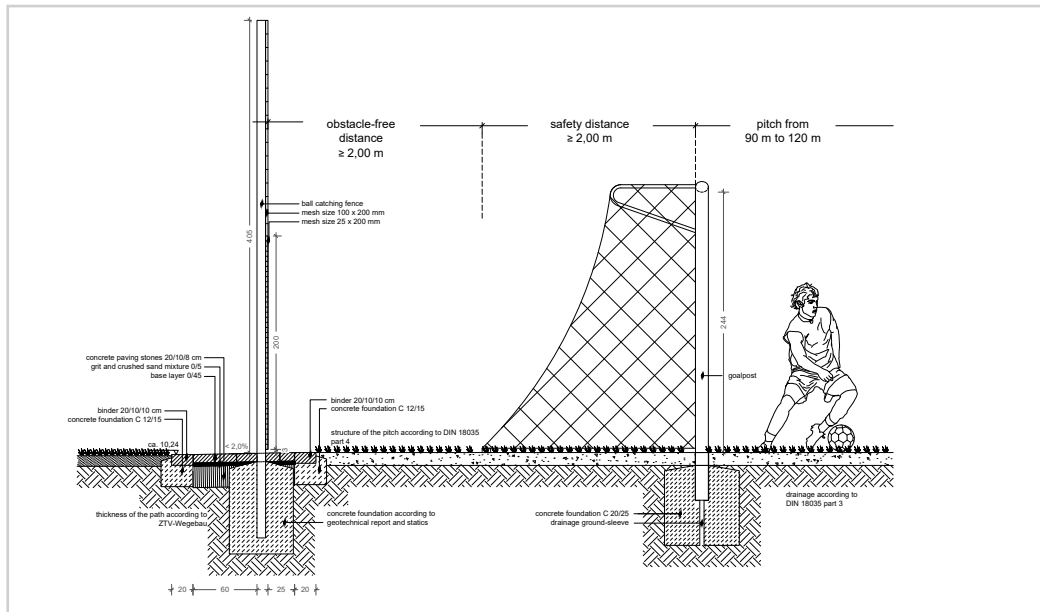 obstacle-free
distance
≥ 2,00 m
safety distance
≥ 2,00 m
pitch from
90 m to 120 m
ball catching fence
mesh size 100 x 200 mm
mesh size 25 x 200 mm
405
200
244
goalpost
concrete paving stones 20/10/8 cm
grit and crushed sand mixture 0/5
base layer 0/45
binder 20/10/10 cm
concrete foundation C 12/15
ca. 10,24
< 2,0%
binder 20/10/10 cm
concrete foundation C 12/15
structure of the pitch according to DIN 18035
part 4
thickness of the path according to
ZTV-Wegebau
concrete foundation according to
geotechnical report and statics
concrete foundation C 20/25
drainage ground-sleeve
drainage according to
DIN 18035 part 3
20
60
25
20